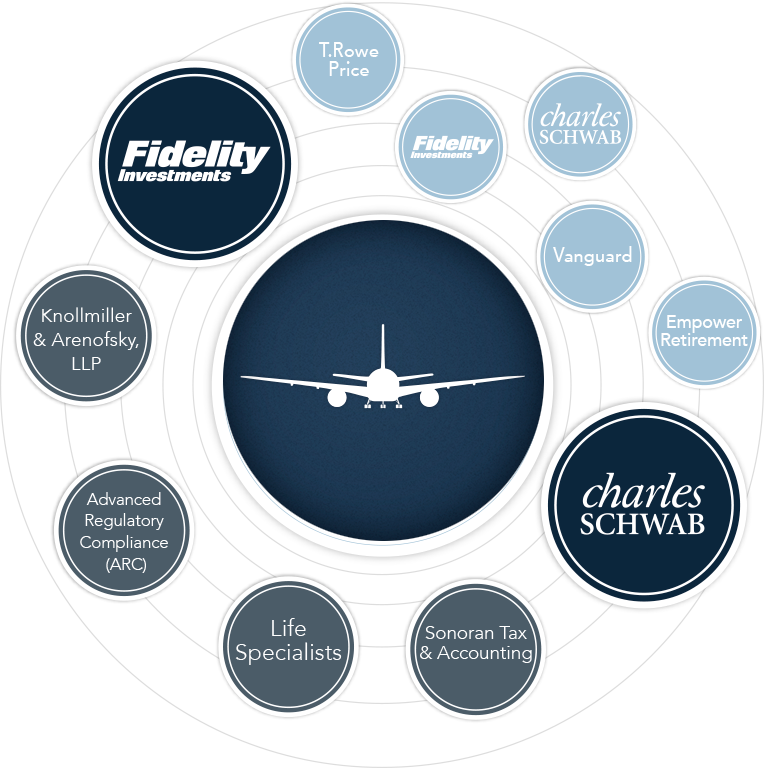 T.Rowe
Price
Fidelity
Investments
Fidelity
Investments
charles
SCHWAB
Vanguard
Empower
Retirement
Knollmiller
& Arenofsky,
LLP
charles
SCHWAB
Advanced
Regulatory
Compliance
(ARC)
Life
Specialists
Sonoran Tax
& Accounting